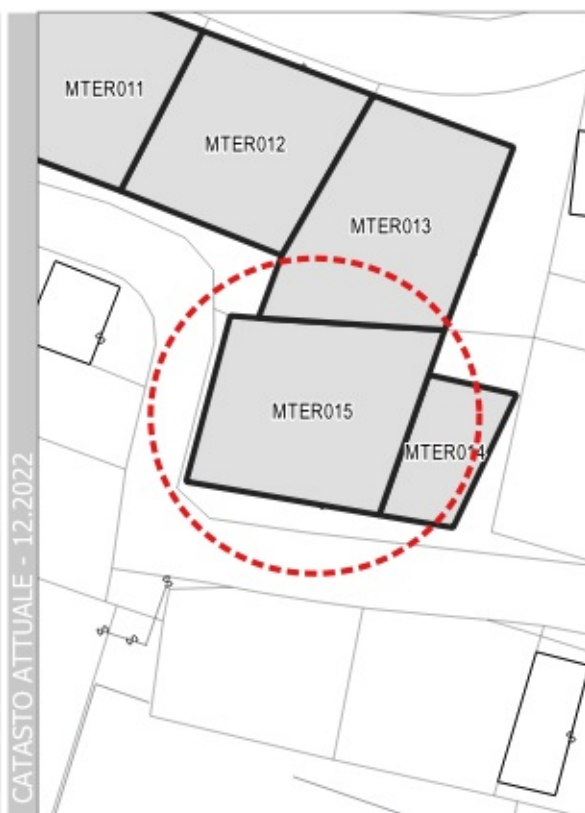 MTER011
MTER012
MTER013
MTER015
MTER014
CATASTO ATTUALE - 12.2022